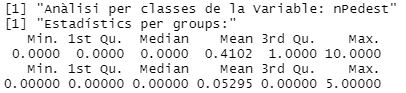 [1] "Anàlisi per Classes de la Variable: nPedest"
[1] "Estadístics per groups:"
Min. 1st Qu. Median Mean 3rd Qu. Max.
0.0000 0.0000 0.0000 0.4102 1.0000 10.0000
Min. 1st Qu. Median Mean 3rd Qu. Max.
0.00000 0.00000 0.00000 0.05295 0.00000 5.00000